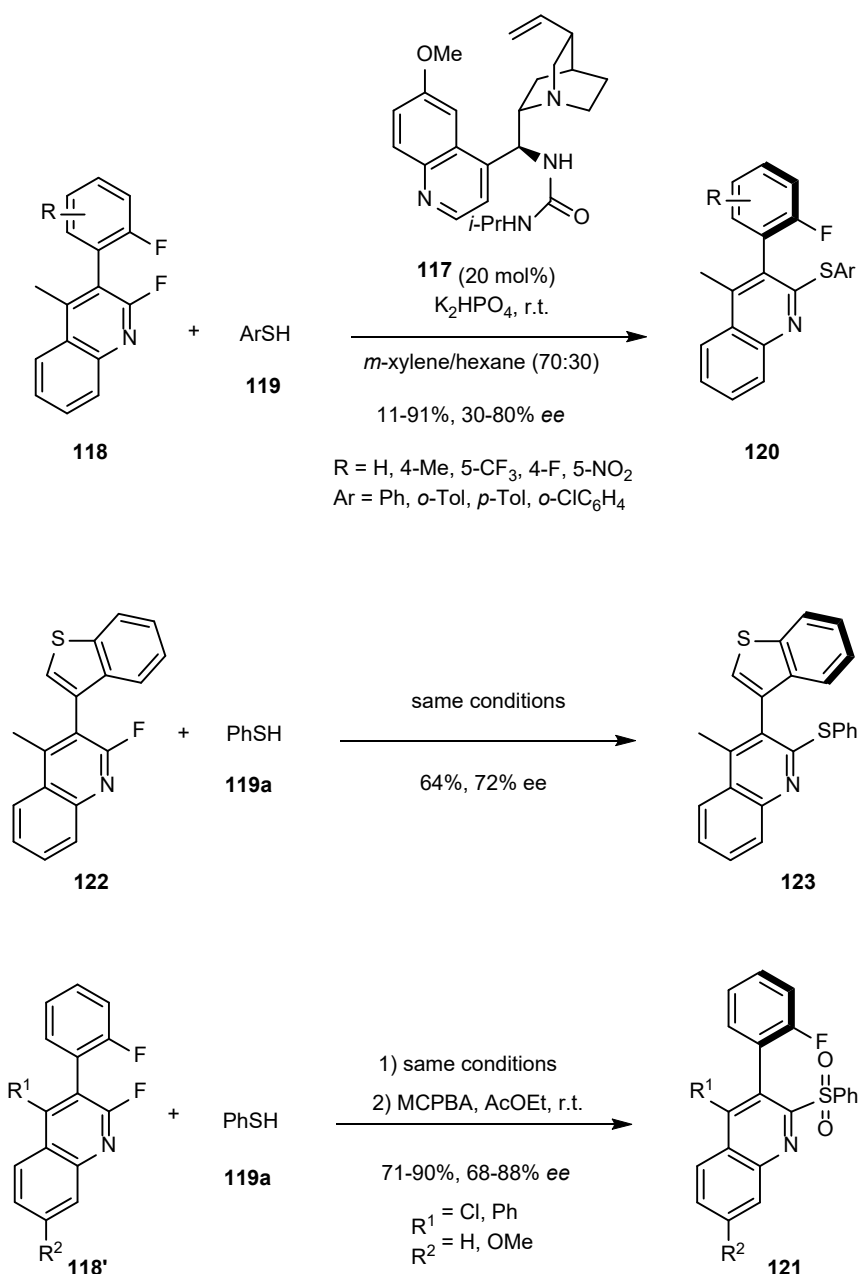 OMe
N
N
NH
i-PrHN
O
117 (20 mol%)
K2HPO4, r.t.
m-xylene/hexane (70:30)
11-91%, 30-80% ee
R = H, 4-Me, 5-CF3, 4-F, 5-NO2
Ar = Ph, o-Tol, p-Tol, o-ClC6H4
R
F
F
N
118
+
ArSH
119
R
F
SAr
N
120
S
F
N
122
+
PhSH
119a
same conditions
64%, 72% ee
S
SPh
N
123
F
R1
F
N
R2
118'
+
PhSH
119a
1) same conditions
2) MCPBA, AcOEt, r.t.
71-90%, 68-88% ee
R1 = Cl, Ph
R2 = H, OMe
F
R1
O
S
Ph
O
N
R2
121